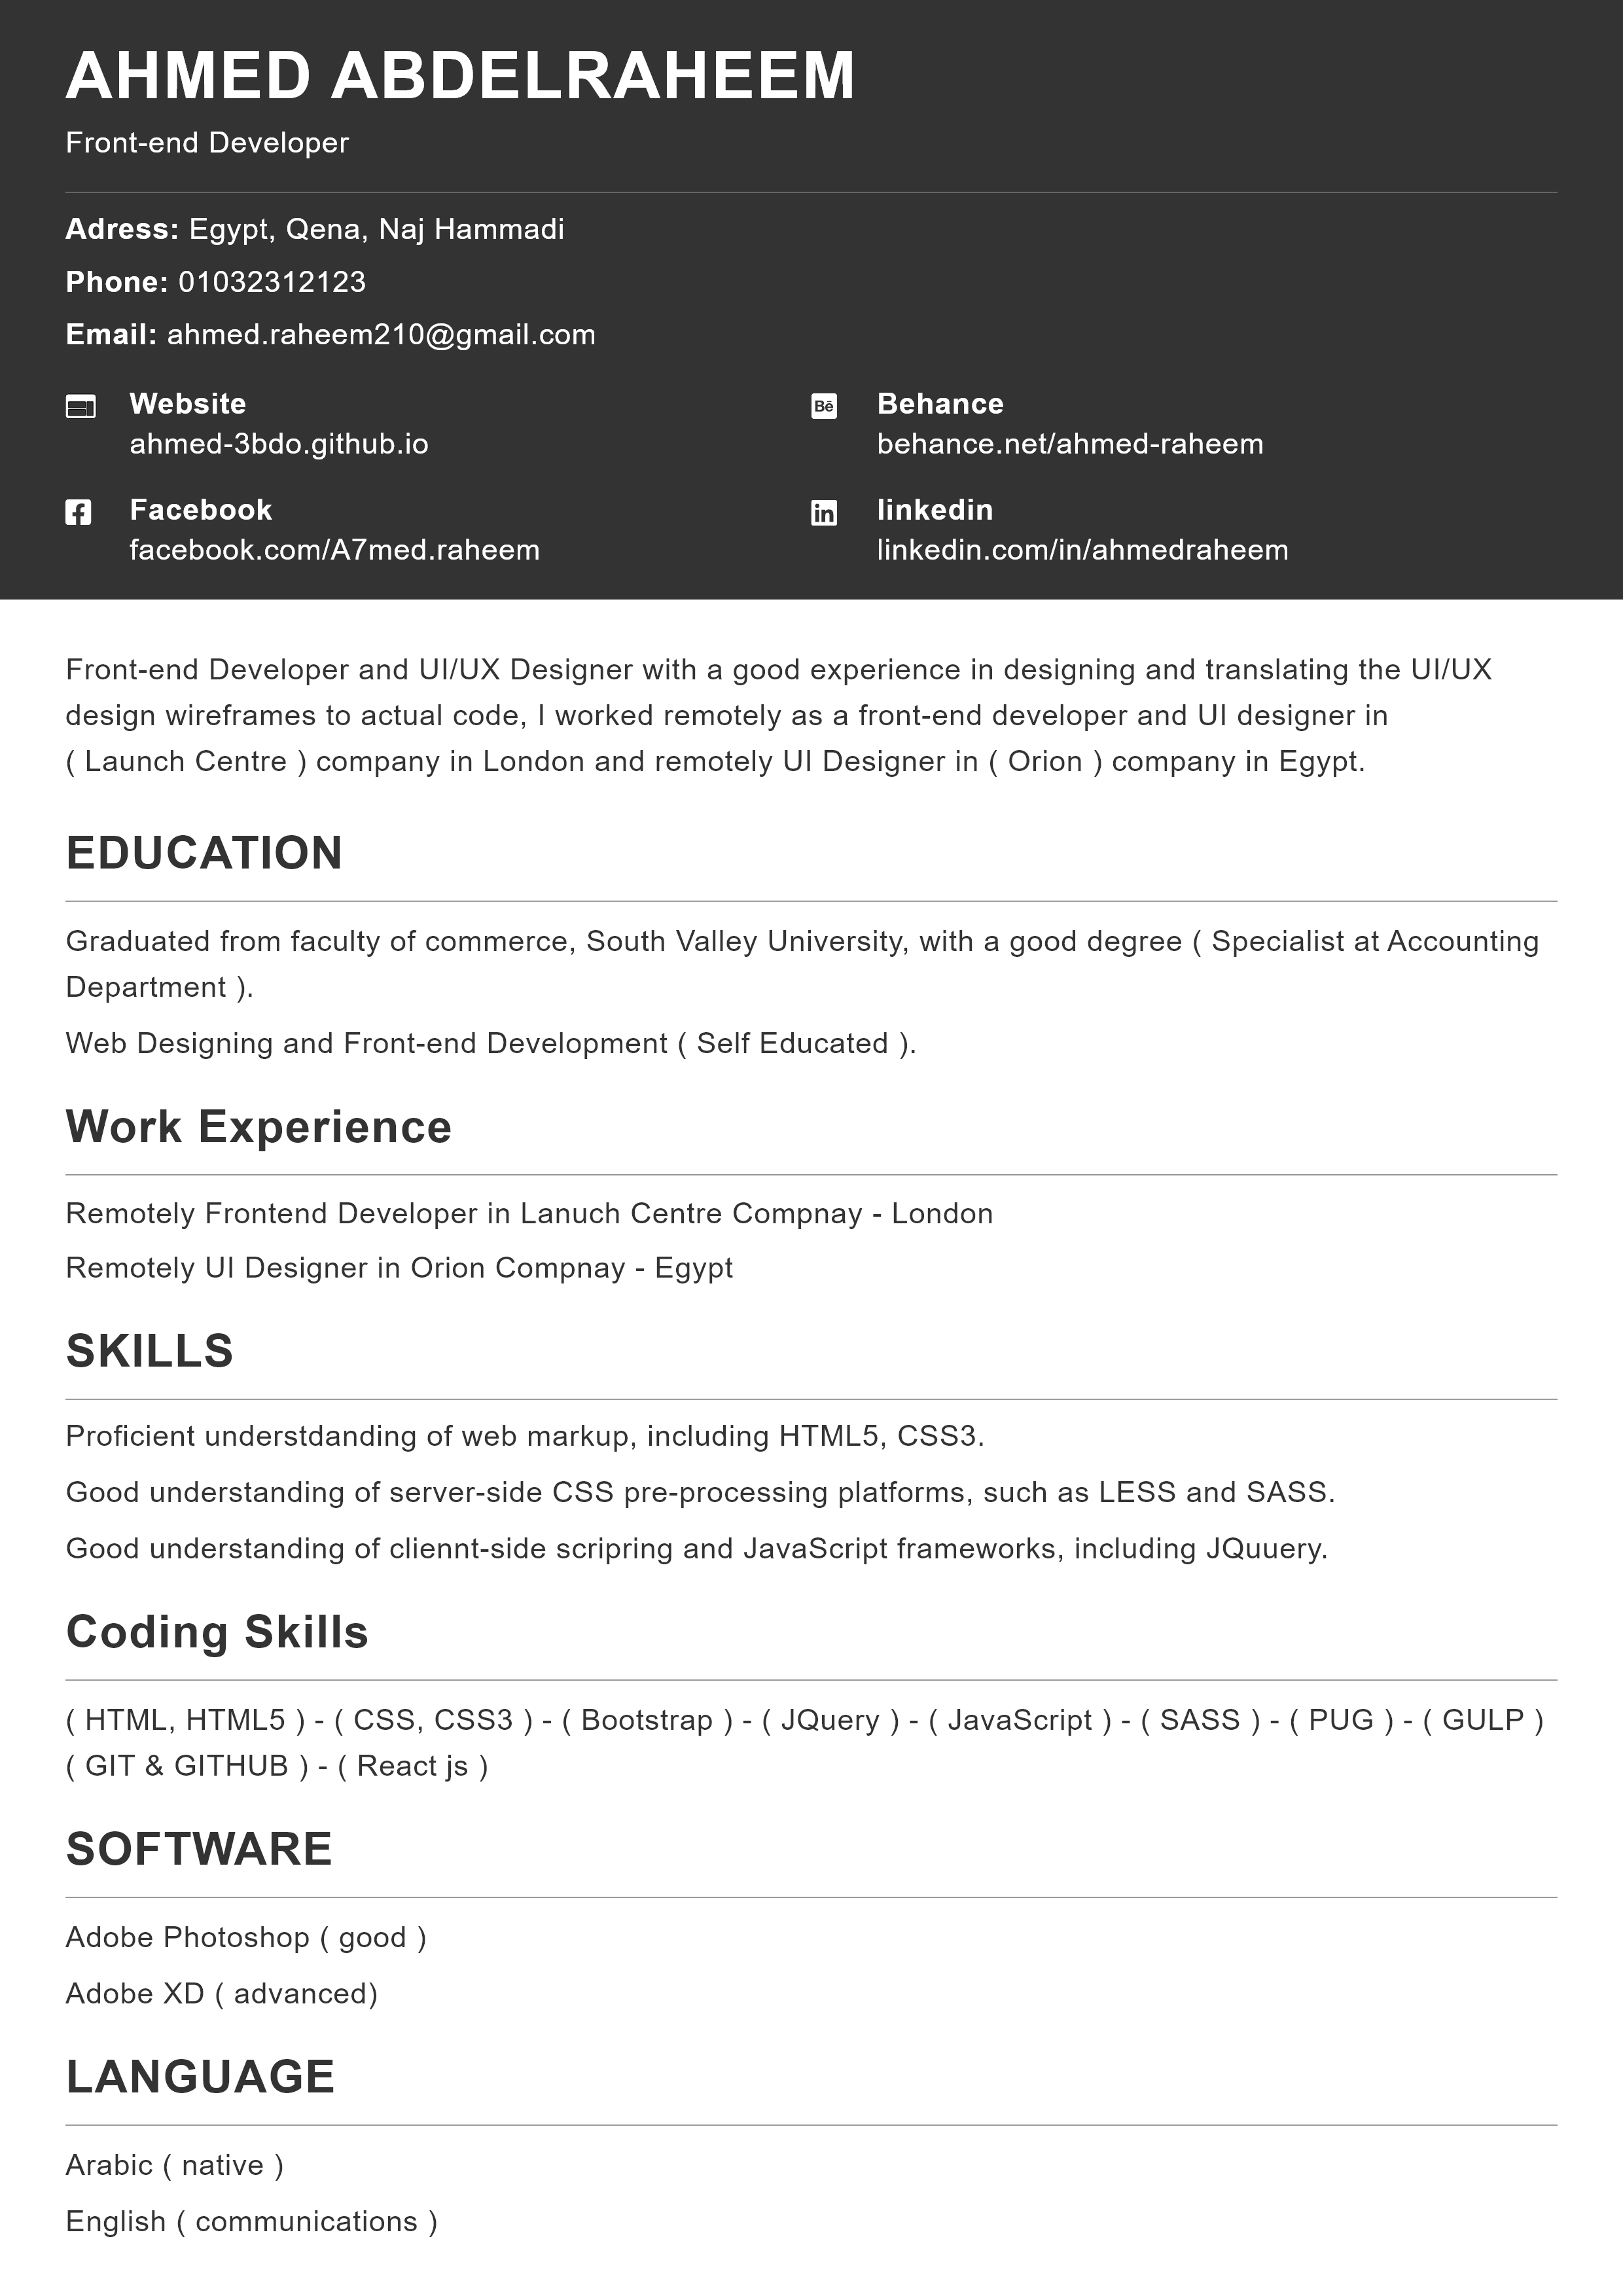 AHMED ABDELRAHEEM
Front-end Developer
Adress: Egypt, Qena, Naj Hammadi
Phone: 01032312123
Email: ahmed.raheem210@gmail.com
Website
ahmed-3bdo.github.io
Bē Behance
behance.net/ahmed-raheem
Facebook
facebook.com/A7med.raheem
in linkedin
linkedin.com/in/ahmedraheem
Front-end Developer and UI/UX Designer with a good experience in designing and translating the UI/UX
design wireframes to actual code, I worked remotely as a front-end developer and UI designer in
( Launch Centre ) company in London and remotely UI Designer in ( Orion ) company in Egypt.
EDUCATION
Graduated from faculty of commerce, South Valley University, with a good degree ( Specialist at Accounting
Department ).
Web Designing and Front-end Development ( Self Educated ).
Work Experience
Remotely Frontend Developer in Lanuch Centre Compnay - London
Remotely UI Designer in Orion Compnay - Egypt
SKILLS
Proficient understdanding of web markup, including HTML5, CSS3.
Good understanding of server-side CSS pre-processing platforms, such as LESS and SASS.
Good understanding of cliennt-side scripring and JavaScript frameworks, including JQuuery.
Coding Skills
( HTML, HTML5 ) - ( CSS, CSS3 ) - ( Bootstrap ) - ( JQuery ) - ( JavaScript ) - ( SASS ) - ( PUG ) - ( GULP )
( GIT & GITHUB ) - ( React js )
SOFTWARE
Adobe Photoshop ( good )
Adobe XD ( advanced)
LANGUAGE
Arabic ( native )
English ( communications )